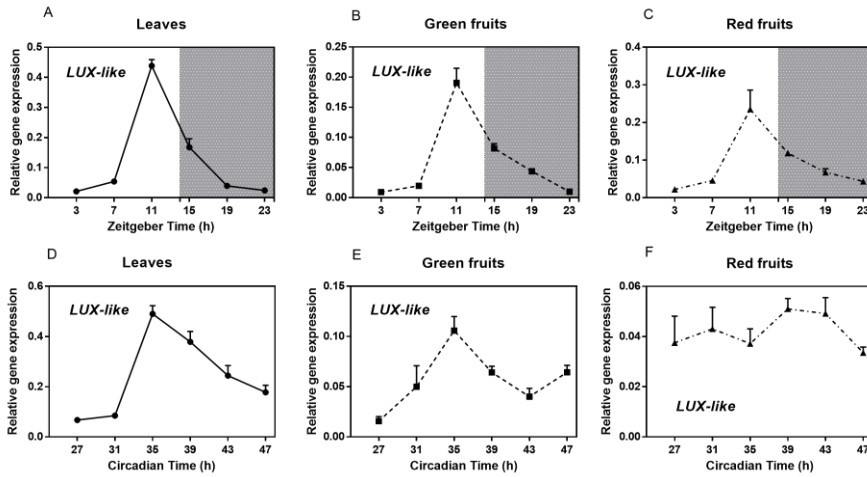 A
Leaves
Relative gene expression
0.5
0.4
0.3
0.2
0.1
0.0
LUX-like
3 7 11 15 19 23
Zeitgeber Time (h)
B
Green fruits
Relative gene expression
0.25
0.20
0.15
0.10
0.05
0.00
LUX-like
3 7 11 15 19 23
Zeitgeber Time (h)
C
Red fruits
Relative gene expression
0.4
0.3
0.2
0.1
0.0
LUX-like
3 7 11 15 19 23
Zeitgeber Time (h)
D
Leaves
Relative gene expression
0.6
0.4
0.2
0.0
LUX-like
27 31 35 39 43 47
Circadian Time (h)
E
Green fruits
Relative gene expression
0.15
0.10
0.05
0.00
LUX-like
27 31 35 39 43 47
Circadian Time (h)
F
Red fruits
Relative gene expression
0.06
0.04
0.02
0.00
LUX-like
27 31 35 39 43 47
Circadian Time (h)